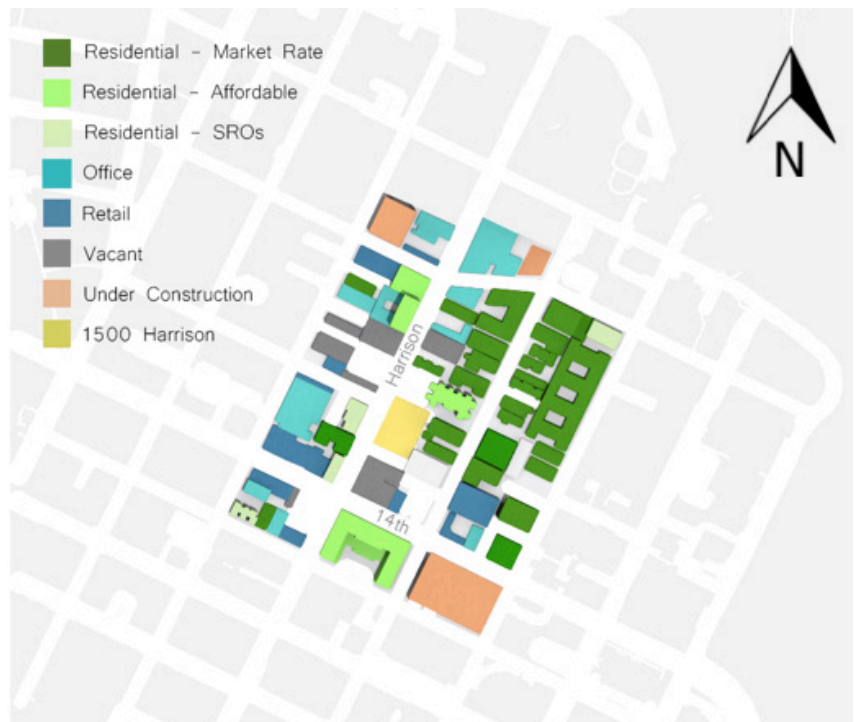 Residential - Market Rate
Residential - Affordable
Residential - SROs
Office
Retail
Vacant
Under Construction
1500 Harrison
N
Harrison
14th